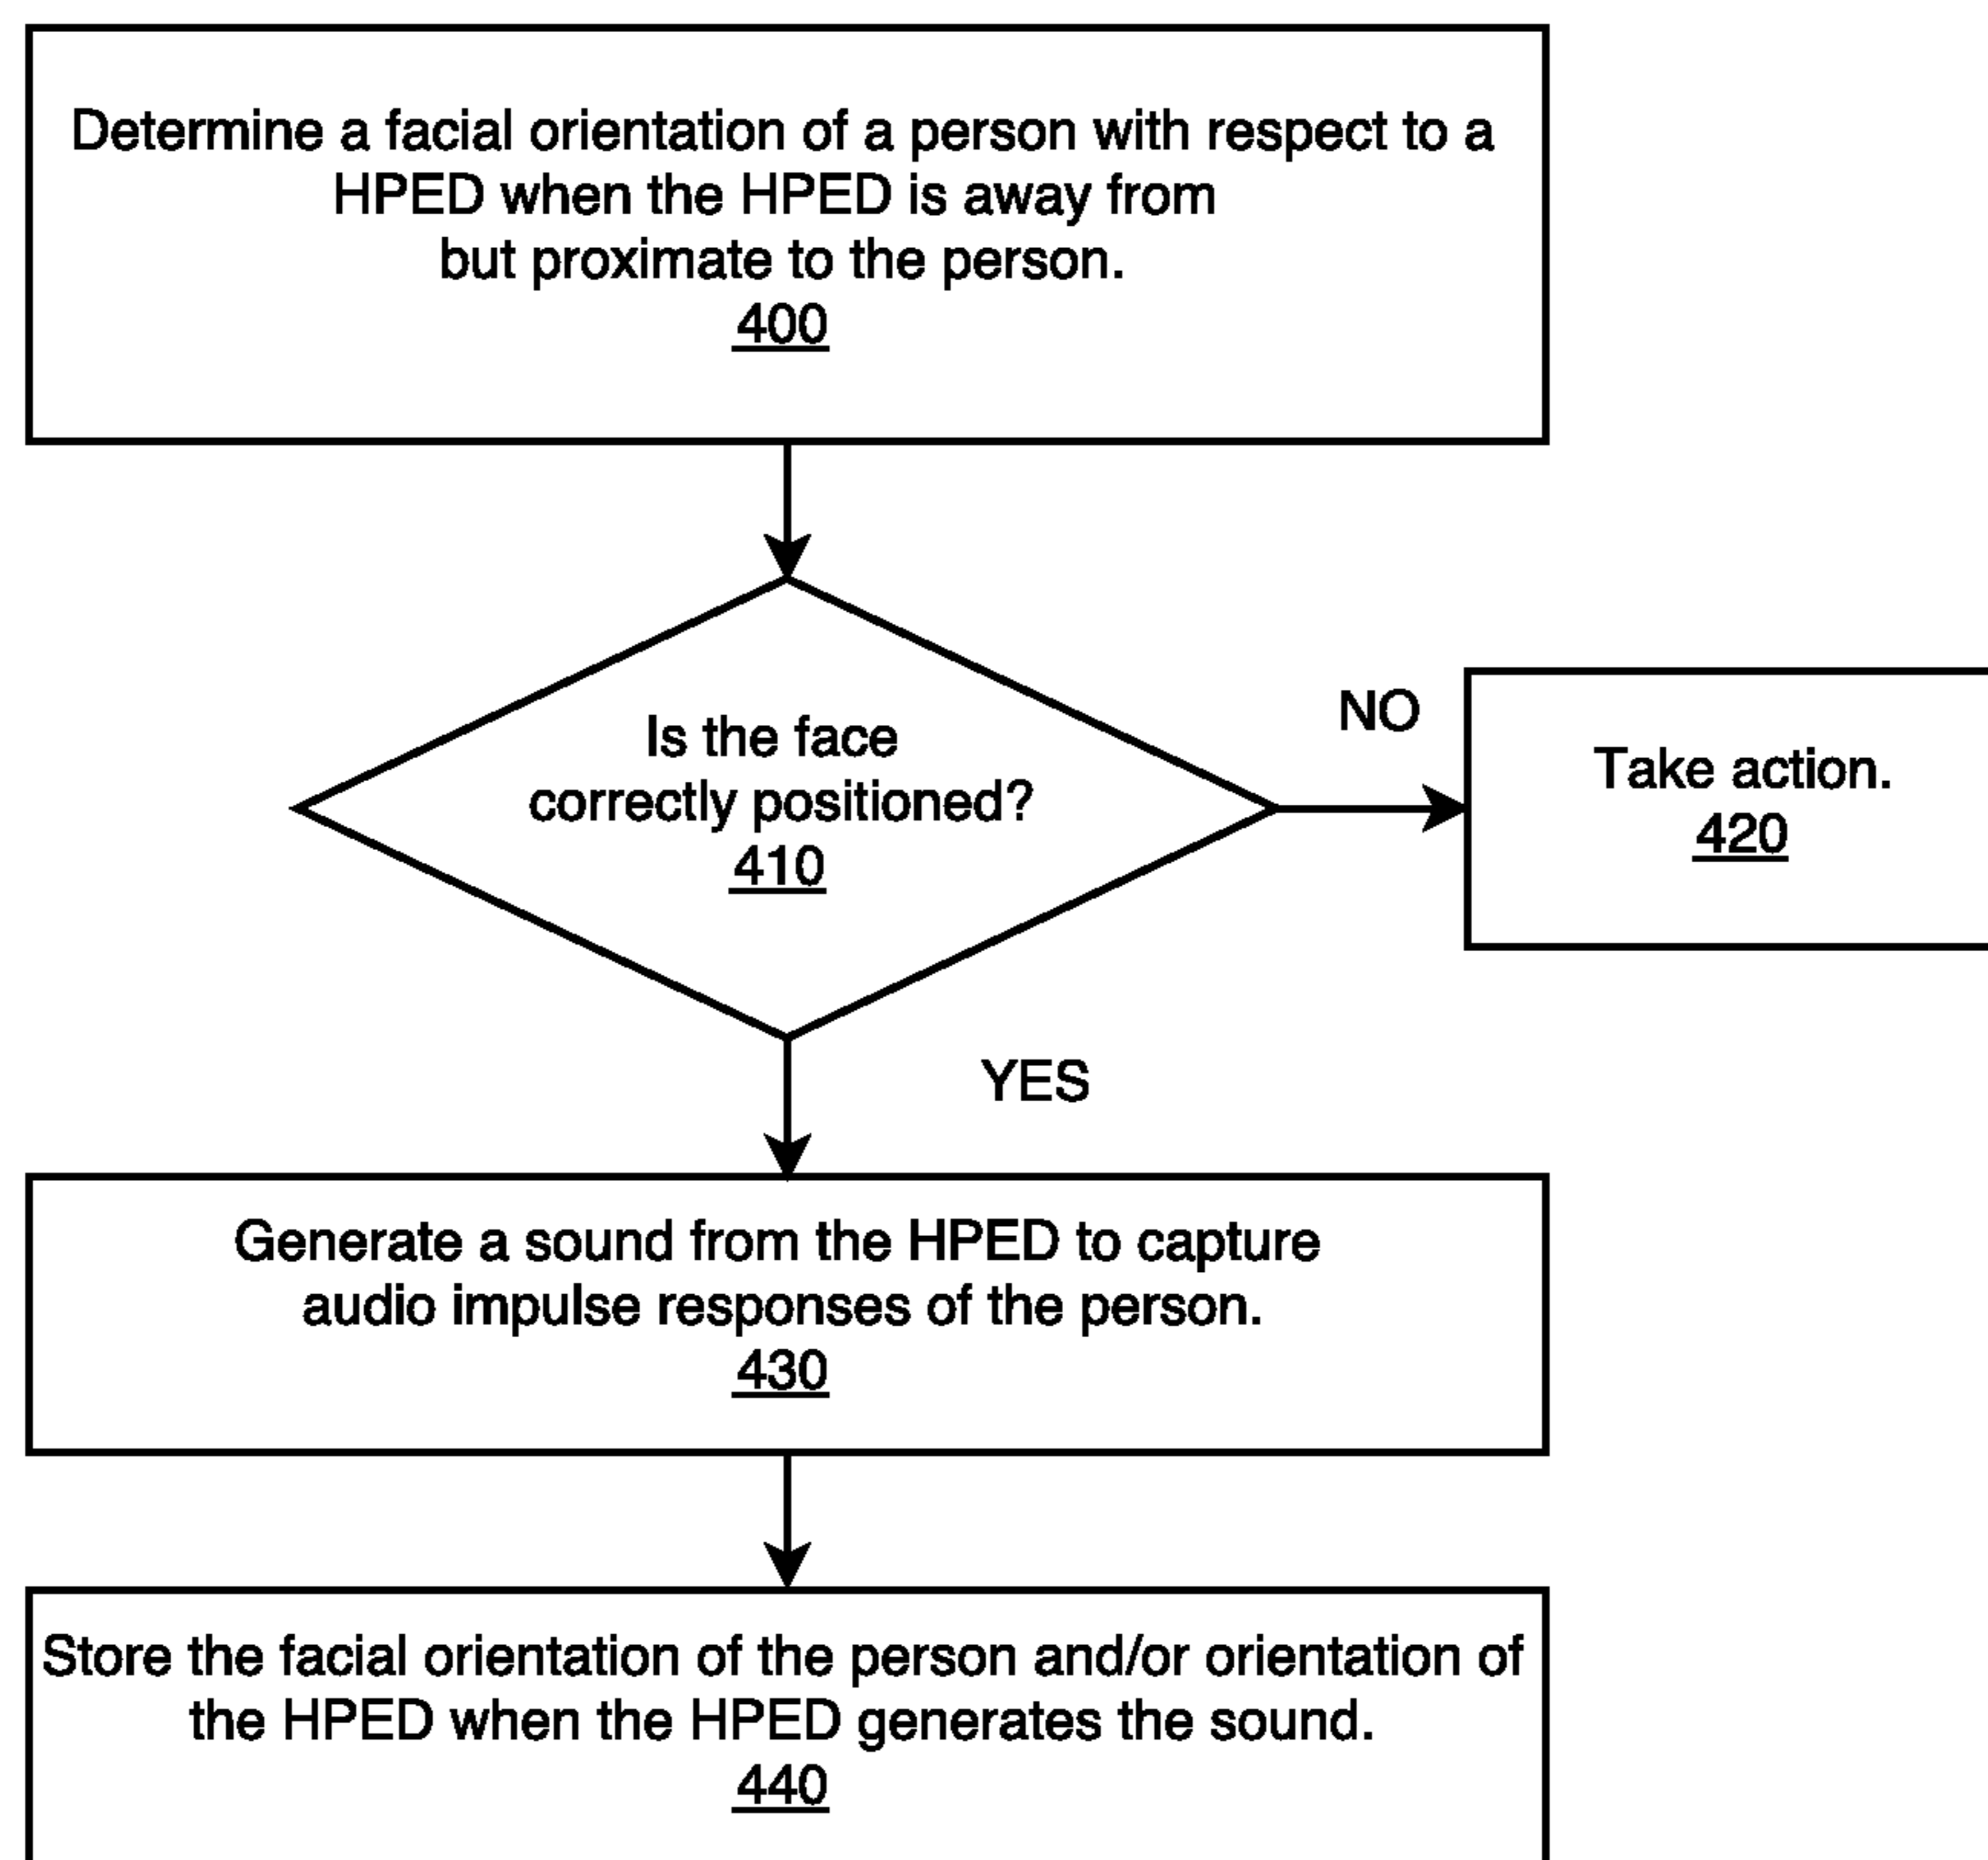 Determine a facial orientation of a person with respect to a
HPED when the HPED is away from
but proximate to the person.
400
Is the face
correctly positioned?
410
NO
Take action.
420
YES
Generate a sound from the HPED to capture
audio impulse responses of the person.
430
Store the facial orientation of the person and/or orientation of
the HPED when the HPED generates the sound.
440